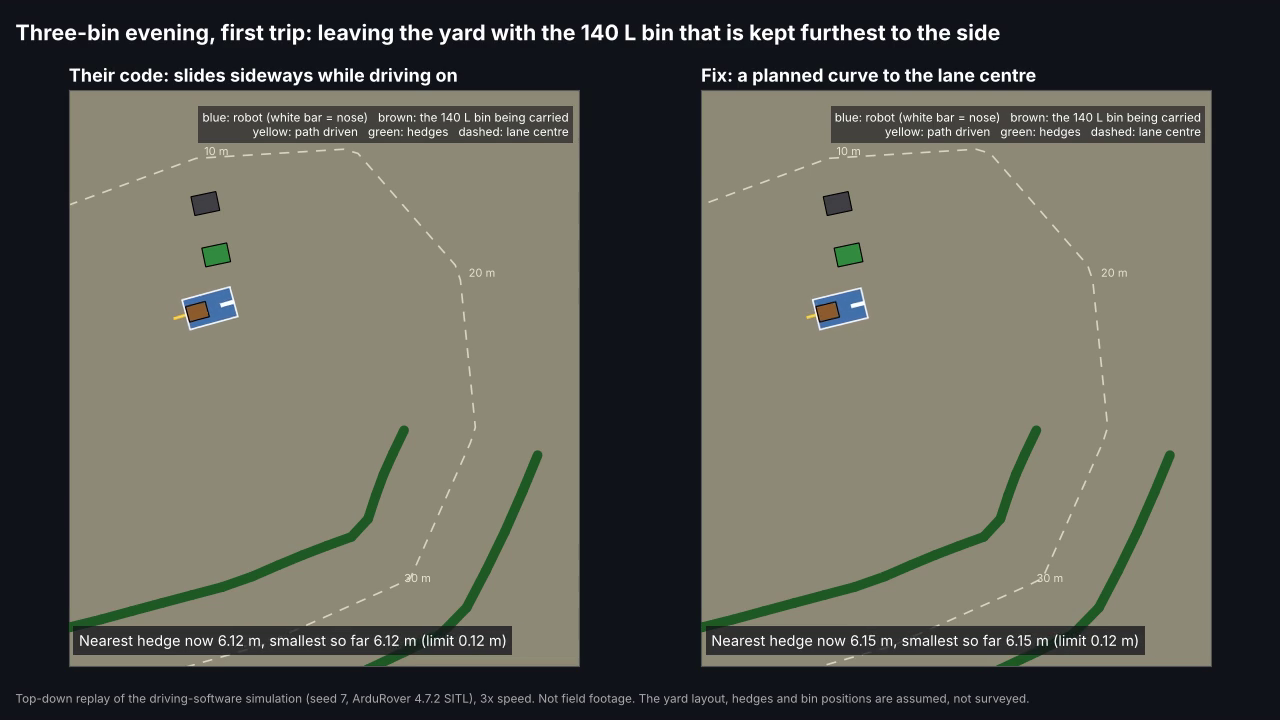 Three-bin evening, first trip: leaving the yard with the 140 L bin that is kept furthest to the side
Their code: slides sideways while driving on
blue: robot (white bar = nose) brown: the 140 L bin being carried
yellow: path driven green: hedges dashed: lane centre
10 m
20 m
30 m
Nearest hedge now 6.12 m, smallest so far 6.12 m (limit 0.12 m)
Fix: a planned curve to the lane centre
blue: robot (white bar = nose) brown: the 140 L bin being carried
yellow: path driven green: hedges dashed: lane centre
10 m
20 m
30 m
Nearest hedge now 6.15 m, smallest so far 6.15 m (limit 0.12 m)
Top-down replay of the driving-software simulation (seed 7, ArduRover 4.7.2 SITL), 3x speed. Not field footage. The yard layout, hedges and bin positions are assumed, not surveyed.